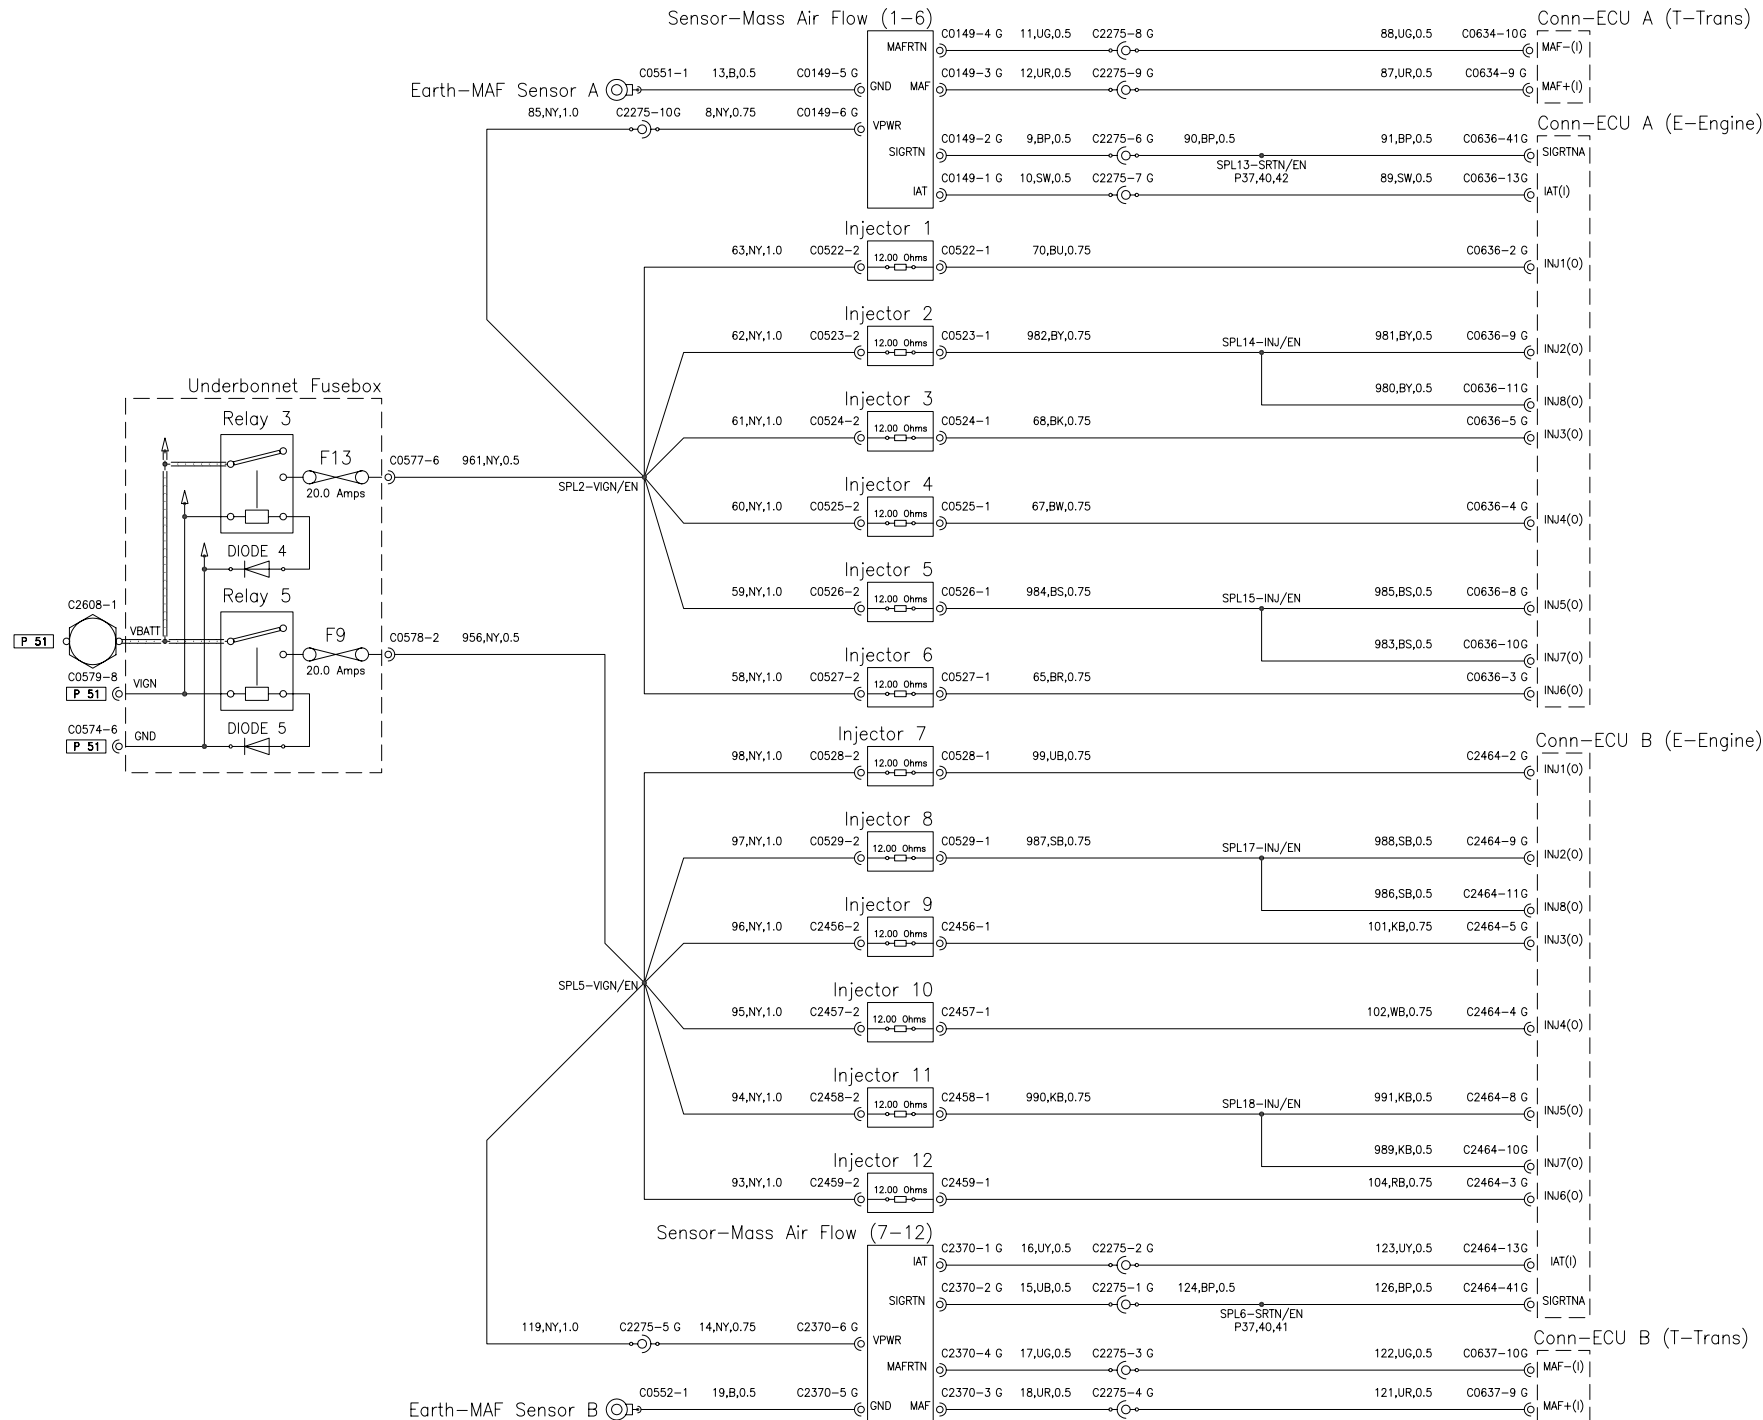 Sensor-Mass Air Flow (1-6)
Conn-ECU A (T-Trans)
MAFRTN
C0149-4 G 11,UG,0.5 C2275-8 G 88,UG,0.5 C0634-10G MAF-(I)
Earth-MAF Sensor A C0551-1 13,B,0.5 C0149-5 G GND MAF C0149-3 G 12,UR,0.5 C2275-9 G 87,UR,0.5 C0634-9 G MAF+(I)
85,NY,1.0 C2275-10G 8,NY,0.75 C0149-6 G VPWR
Conn-ECU A (E-Engine)
SIGRTN C0149-2 G 9,BP,0.5 C2275-6 G 90,BP,0.5 91,BP,0.5 C0636-41G SIGRTNA
SPL13-SRTN/EN
P37,40,42
IAT C0149-1 G 10,SW,0.5 C2275-7 G 89,SW,0.5 C0636-13G IAT(I)
Injector 1
63,NY,1.0 C0522-2 12.00 Ohms C0522-1 70,BU,0.75 C0636-2 G INJ1(O)
Injector 2
62,NY,1.0 C0523-2 12.00 Ohms C0523-1 982,BY,0.75 SPL14-INJ/EN 981,BY,0.5 C0636-9 G INJ2(O)
980,BY,0.5 C0636-11G INJ8(O)
Injector 3
61,NY,1.0 C0524-2 12.00 Ohms C0524-1 68,BK,0.75 C0636-5 G INJ3(O)
Underbonnet Fusebox
Relay 3
F13
20.0 Amps
C0577-6 961,NY,0.5
SPL2-VIGN/EN
Injector 4
60,NY,1.0 C0525-2 12.00 Ohms C0525-1 67,BW,0.75 C0636-4 G INJ4(O)
DIODE 4
Injector 5
59,NY,1.0 C0526-2 12.00 Ohms C0526-1 984,BS,0.75 SPL15-INJ/EN 985,BS,0.5 C0636-8 G INJ5(O)
983,BS,0.5 C0636-10G INJ7(O)
Relay 5
C2608-1
P 51
VBATT
F9
20.0 Amps
C0578-2 956,NY,0.5
C0579-8
P 51
VIGN
C0574-6
P 51
GND
DIODE 5
Injector 6
58,NY,1.0 C0527-2 12.00 Ohms C0527-1 65,BR,0.75 C0636-3 G INJ6(O)
Conn-ECU B (E-Engine)
Injector 7
98,NY,1.0 C0528-2 12.00 Ohms C0528-1 99,UB,0.75 C2464-2 G INJ1(O)
Injector 8
97,NY,1.0 C0529-2 12.00 Ohms C0529-1 987,SB,0.75 SPL17-INJ/EN 988,SB,0.5 C2464-9 G INJ2(O)
986,SB,0.5 C2464-11G INJ8(O)
Injector 9
96,NY,1.0 C2456-2 12.00 Ohms C2456-1 101,KB,0.75 C2464-5 G INJ3(O)
SPL5-VIGN/EN
Injector 10
95,NY,1.0 C2457-2 12.00 Ohms C2457-1 102,WB,0.75 C2464-4 G INJ4(O)
Injector 11
94,NY,1.0 C2458-2 12.00 Ohms C2458-1 990,KB,0.75 SPL18-INJ/EN 991,KB,0.5 C2464-8 G INJ5(O)
989,KB,0.5 C2464-10G INJ7(O)
Injector 12
93,NY,1.0 C2459-2 12.00 Ohms C2459-1 104,RB,0.75 C2464-3 G INJ6(O)
Sensor-Mass Air Flow (7-12)
IAT C2370-1 G 16,UY,0.5 C2275-2 G 123,UY,0.5 C2464-13G IAT(I)
SIGRTN C2370-2 G 15,UB,0.5 C2275-1 G 124,BP,0.5 126,BP,0.5 C2464-41G SIGRTNA
SPL6-SRTN/EN
P37,40,41
119,NY,1.0 C2275-5 G 14,NY,0.75 C2370-6 G VPWR
Conn-ECU B (T-Trans)
MAFRTN C2370-4 G 17,UG,0.5 C2275-3 G 122,UG,0.5 C0637-10G MAF-(I)
Earth-MAF Sensor B C0552-1 19,B,0.5 C2370-5 G GND MAF C2370-3 G 18,UR,0.5 C2275-4 G 121,UR,0.5 C0637-9 G MAF+(I)